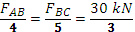 F_AB/4 = F_BC/5 = 30 kN/3